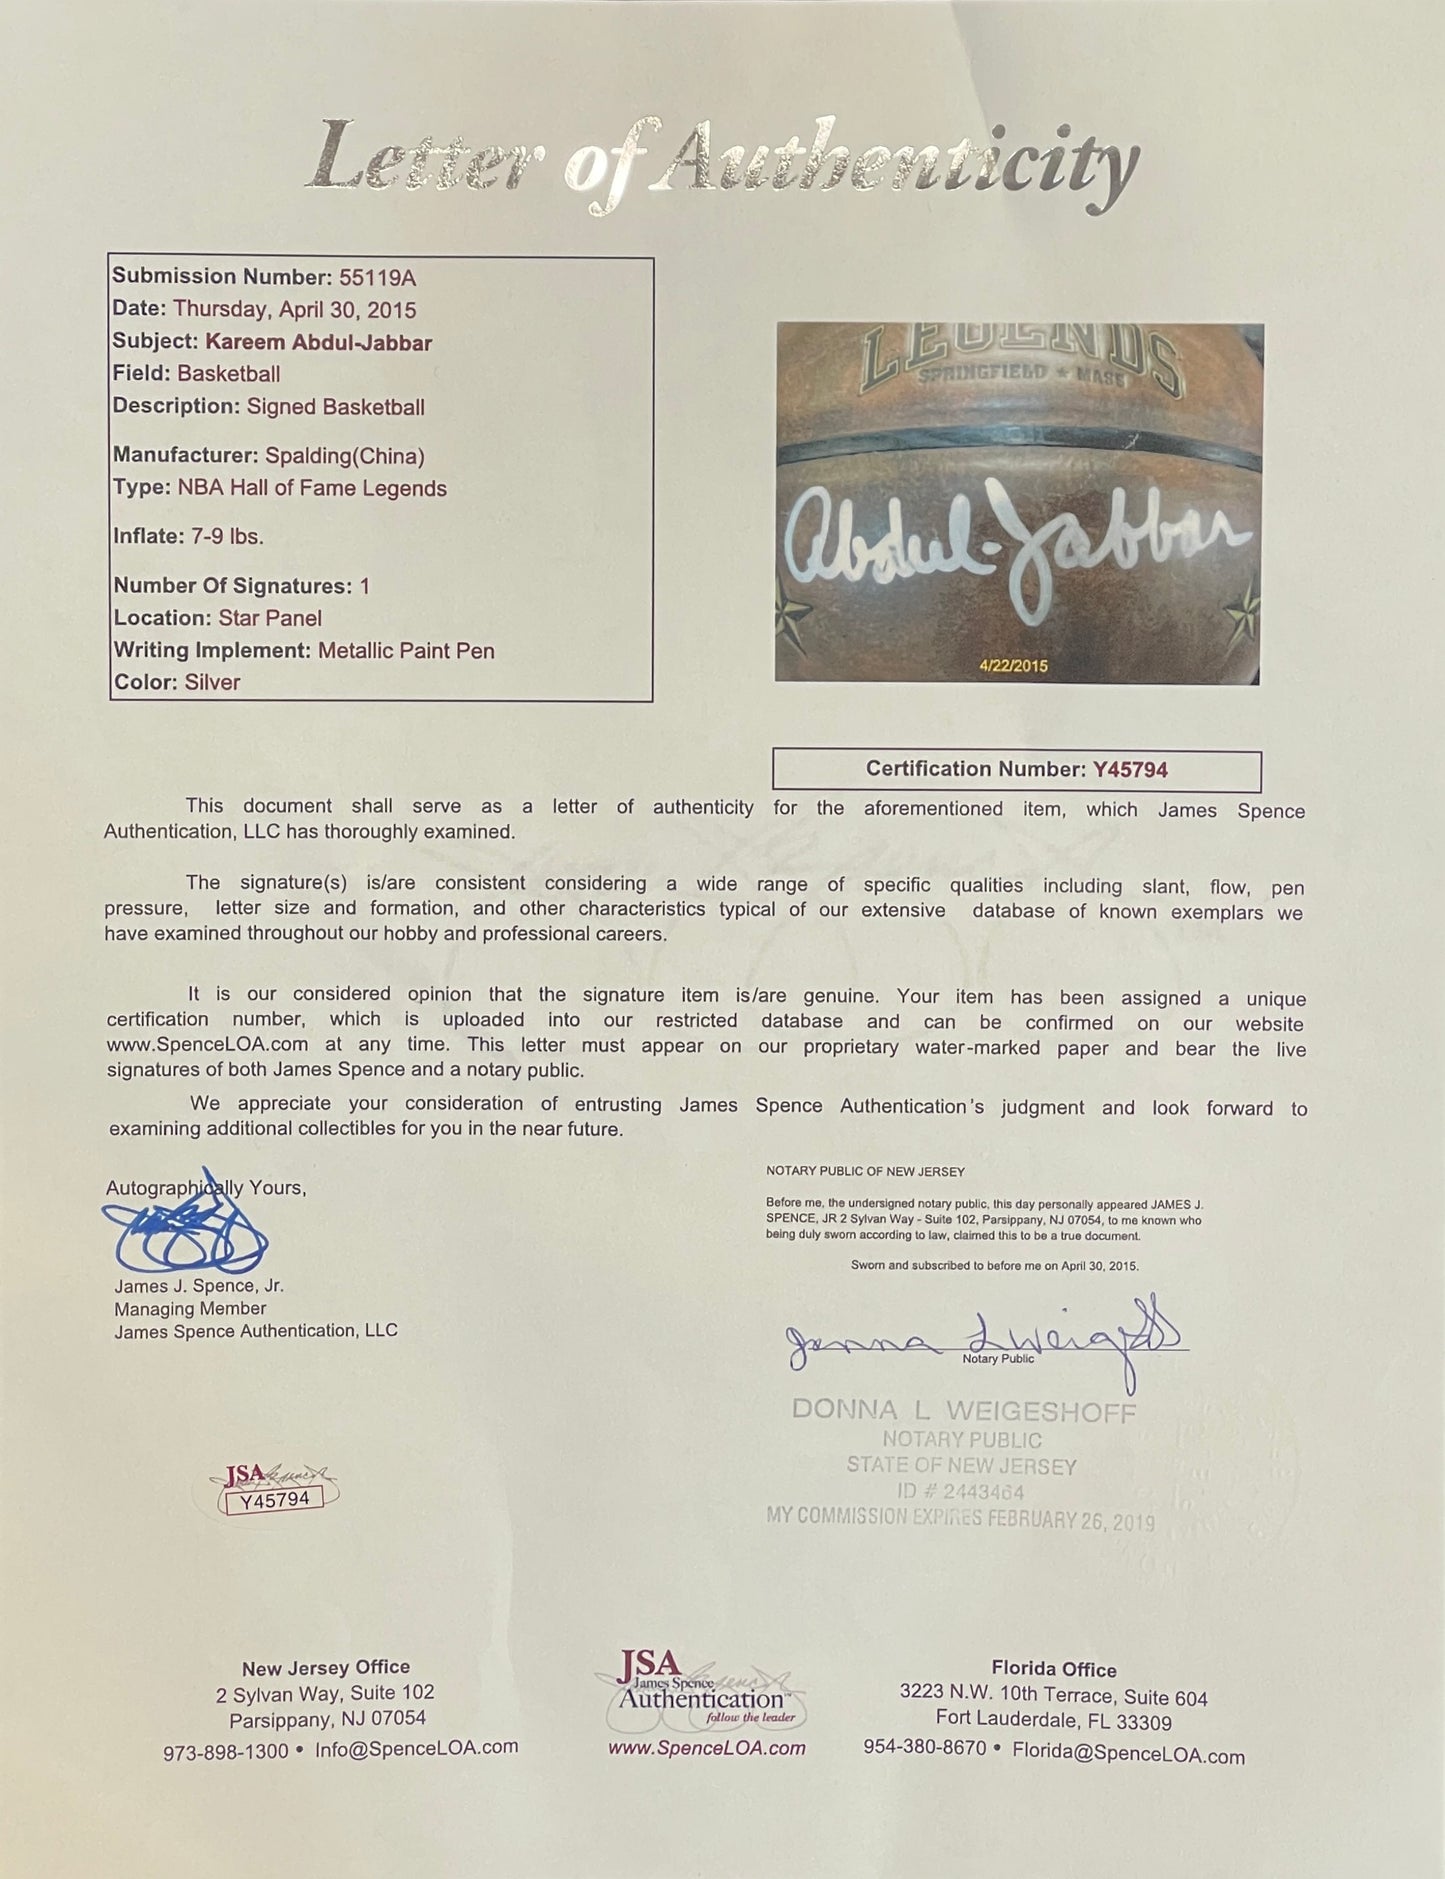 Letter of Authenticity
Submission Number: 55119A
Date: Thursday, April 30, 2015
Subject: Kareem Abdul-Jabbar
Field: Basketball
Description: Signed Basketball
Manufacturer: Spalding(China)
Type: NBA Hall of Fame Legends
Inflate: 7-9 lbs.
Number Of Signatures: 1
Location: Star Panel
Writing Implement: Metallic Paint Pen
Color: Silver
LEGENDS
SPRINGFIELD ★ MASS
Abdul-Jabbar
4/22/2015
Certification Number: Y45794
This document shall serve as a letter of authenticity for the aforementioned item, which James Spence
Authentication, LLC has thoroughly examined.
The signature(s) is/are consistent considering a wide range of specific qualities including slant, flow, pen
pressure, letter size and formation, and other characteristics typical of our extensive database of known exemplars we
have examined throughout our hobby and professional careers.
It is our considered opinion that the signature item is/are genuine. Your item has been assigned a unique
certification number, which is uploaded into our restricted database and can be confirmed on our website
www.SpenceLOA.com at any time. This letter must appear on our proprietary water-marked paper and bear the live
signatures of both James Spence and a notary public.
We appreciate your consideration of entrusting James Spence Authentication's judgment and look forward to
examining additional collectibles for you in the near future.
Autographically Yours,
James J. Spence, Jr.
Managing Member
James Spence Authentication, LLC
NOTARY PUBLIC OF NEW JERSEY
Before me, the undersigned notary public, this day personally appeared JAMES J.
SPENCE, JR 2 Sylvan Way - Suite 102, Parsippany, NJ 07054, to me known who
being duly sworn according to law, claimed this to be a true document.
Sworn and subscribed to before me on April 30, 2015.
Donna L Weigeshoff
Notary Public
DONNA L WEIGESHOFF
NOTARY PUBLIC
STATE OF NEW JERSEY
ID # 2443464
MY COMMISSION EXPIRES FEBRUARY 26, 2019
JSA
Y45794
New Jersey Office
2 Sylvan Way, Suite 102
Parsippany, NJ 07054
973-898-1300 • Info@SpenceLOA.com
JSA
James Spence
Authentication™
follow the leader
www.SpenceLOA.com
Florida Office
3223 N.W. 10th Terrace, Suite 604
Fort Lauderdale, FL 33309
954-380-8670 • Florida@SpenceLOA.com